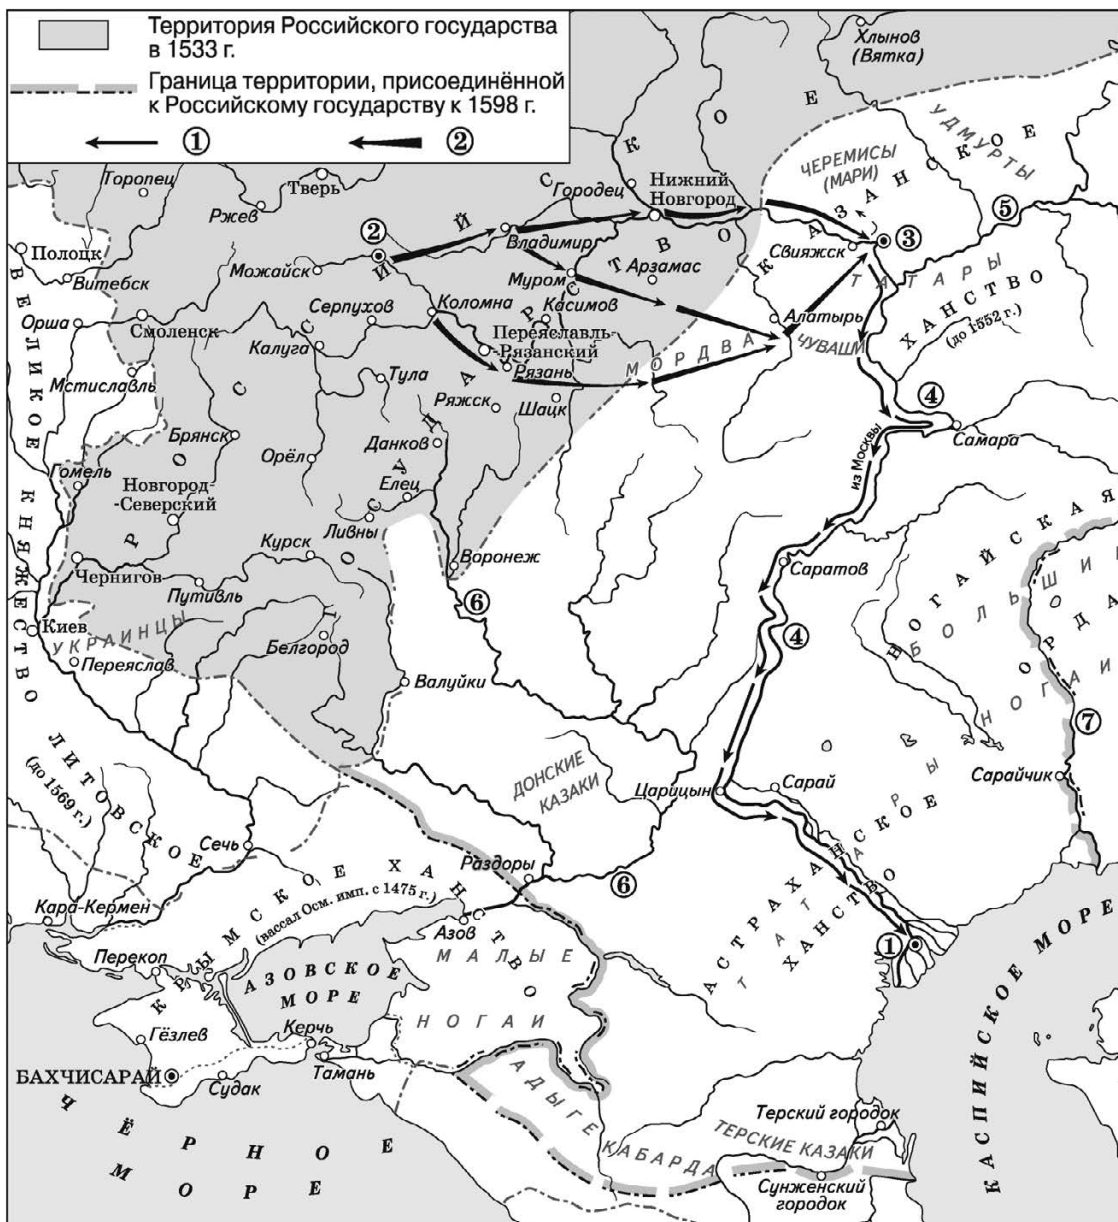 Территория Российского государства
в 1533 г.
Граница территории, присоединённой
к Российскому государству к 1598 г.
① ②
Хлынов
(Вятка)
УДМУРТЫ
ЧЕРЕМИСЫ
(МАРИ)
КАЗАНСКОЕ
ХАНСТВО
(до 1552 г.)
РОССИЙСКОЕ
ГОСУДАРСТВО
Торопец
Тверь
Ржев
Городец
Нижний
Новгород
⑤
②
③
Полоцк
Витебск
Можайск
Владимир
Свияжск
Муром
Арзамас
ТАТАРЫ
Орша
Смоленск
Серпухов
Коломна
Касимов
Алатырь
ЧУВАШИ
Калуга
Переяславль-
-Рязанский
МОРДВА
Мстиславль
Тула
Рязань
Ряжск
Шацк
④
Самара
из Москвы
Брянск
Орёл
Данков
Гомель
Новгород-
-Северский
Елец
Ливны
Курск
Воронеж
Чернигов
Путивль
Саратов
НОГАЙСКАЯ
ОРДА
БОЛЬШИЕ
НОГАИ
⑥
④
Киев
УКРАИНЦЫ
Переяслав
Белгород
Валуйки
⑦
ВЕЛИКОЕ КНЯЖЕСТВО
ЛИТОВСКОЕ
(до 1569 г.)
ДОНСКИЕ
КАЗАКИ
Царицын
Сарай
Сарайчик
Сечь
Раздоры
⑥
АСТРАХАНСКОЕ
ХАНСТВО
ТАТАРЫ
Кара-Кермен
КРЫМСКОЕ ХАНСТВО
(вассал Осм. имп. с 1475 г.)
Азов
①
Перекоп
АЗОВСКОЕ
МОРЕ
МАЛЫЕ
НОГАИ
Гёзлев
Керчь
Тамань
БАХЧИСАРАЙ
Судак
АДЫГЕ
КАБАРДА
Терский городок
ТЕРСКИЕ КАЗАКИ
Сунженский
городок
ЧЁРНОЕ
МОРЕ
КАСПИЙСКОЕ МОРЕ